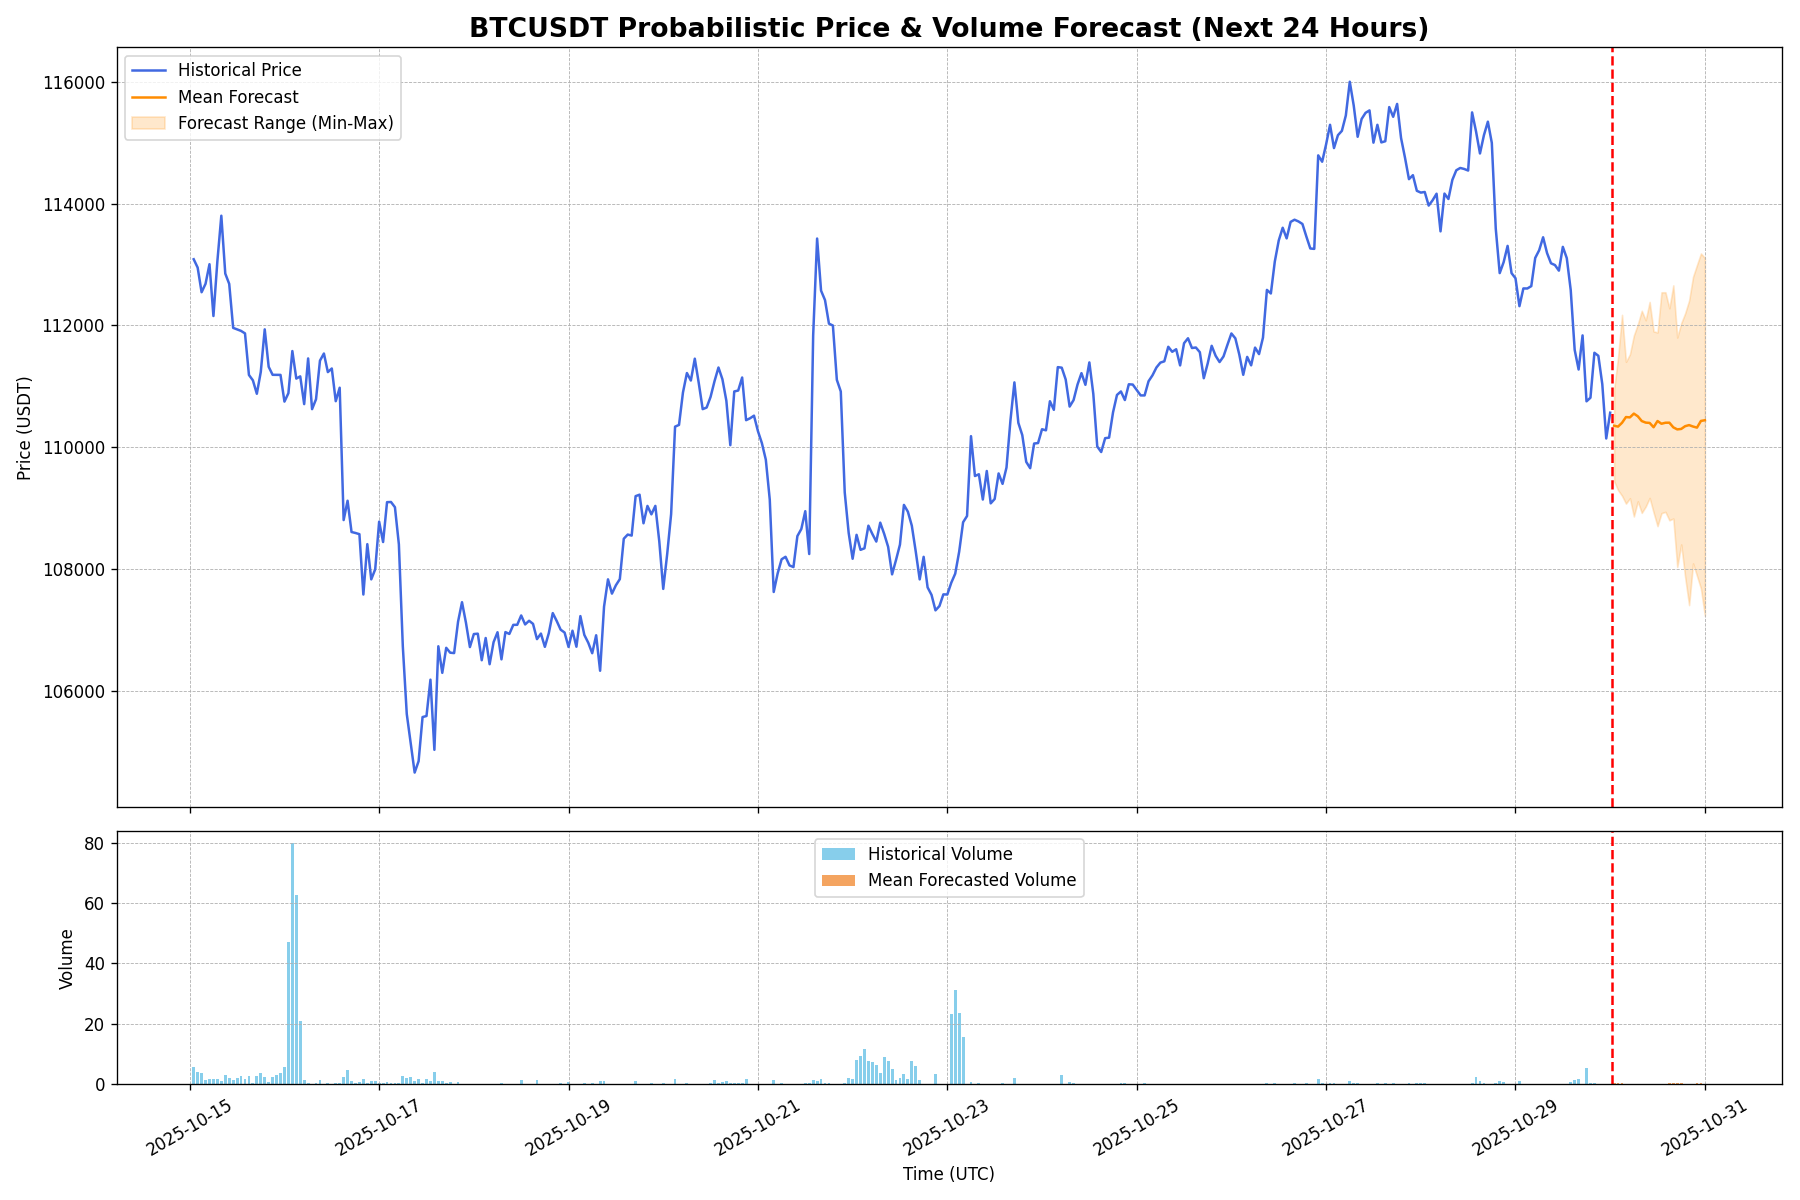 BTCUSDT Probabilistic Price & Volume Forecast (Next 24 Hours)
Historical Price
Mean Forecast
Forecast Range (Min-Max)
116000
114000
112000
110000
108000
106000
Price (USDT)
Historical Volume
Mean Forecasted Volume
80
60
40
20
0
Volume
2025-10-15
2025-10-17
2025-10-19
2025-10-21
2025-10-23
2025-10-25
2025-10-27
2025-10-29
2025-10-31
Time (UTC)